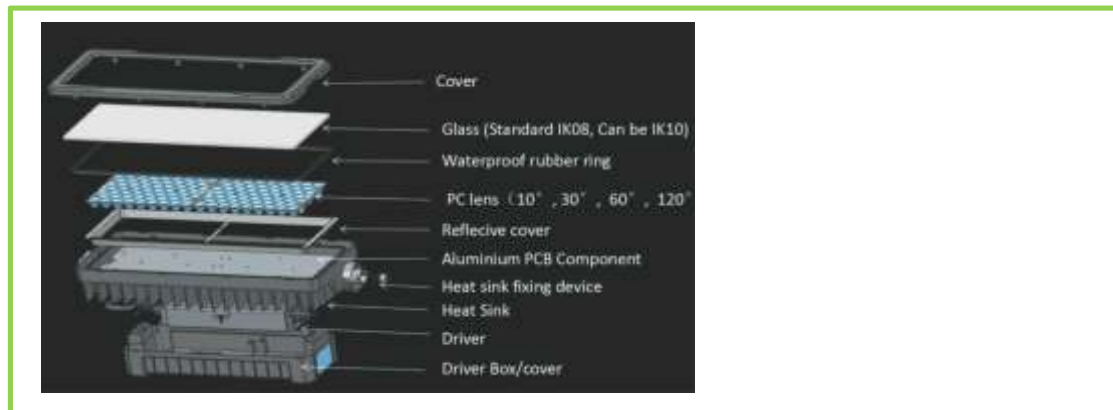 Cover
Glass (Standard IK08, Can be IK10)
Waterproof rubber ring
PC lens（10° , 30° , 60° , 120°
Reflecive cover
Aluminium PCB Component
Heat sink fixing device
Heat Sink
Driver
Driver Box/cover